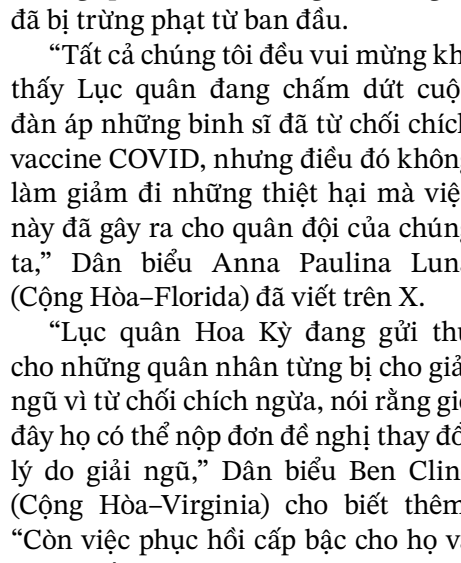 đã bị trừng phạt từ ban đầu.
“Tất cả chúng tôi đều vui mừng kh
thấy Lục quân đang chấm dứt cuộ
đàn áp những binh sĩ đã từ chối chích
vaccine COVID, nhưng điều đó không
làm giảm đi những thiệt hại mà việ
này đã gây ra cho quân đội của chúng
ta,” Dân biểu Anna Paulina Luna
(Cộng Hòa–Florida) đã viết trên X.
“Lục quân Hoa Kỳ đang gửi thư
cho những quân nhân từng bị cho giả
ngũ vì từ chối chích ngừa, nói rằng giờ
đây họ có thể nộp đơn đề nghị thay đổ
lý do giải ngũ,” Dân biểu Ben Clin
(Cộng Hòa–Virginia) cho biết thêm
“Còn việc phục hồi cấp bậc cho họ và